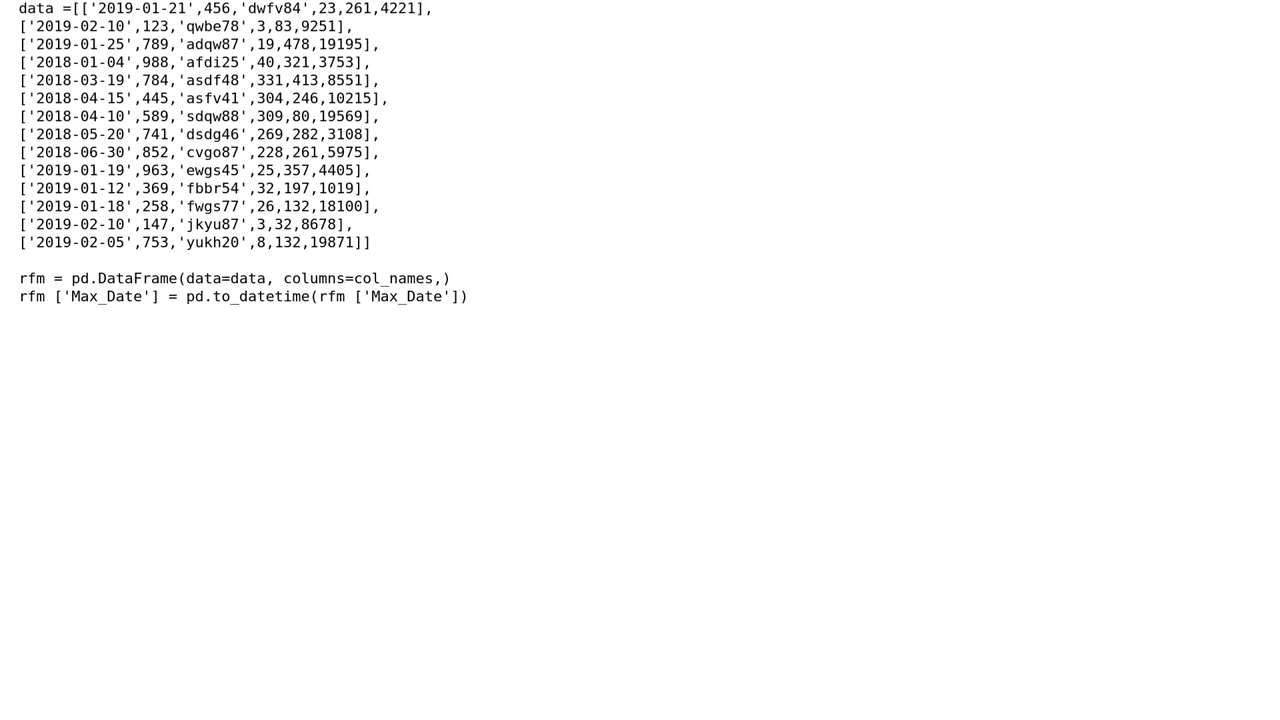 data =[['2019-01-21',456,'dwfv84',23,261,4221],
['2019-02-10',123,'qwbe78',3,83,9251],
['2019-01-25',789,'adqw87',19,478,19195],
['2018-01-04',988,'afdi25',40,321,3753],
['2018-03-19',784,'asdf48',331,413,8551],
['2018-04-15',445,'asfv41',304,246,10215],
['2018-04-10',589,'sdqw88',309,80,19569],
['2018-05-20',741,'dsdg46',269,282,3108],
['2018-06-30',852,'cvgo87',228,261,5975],
['2019-01-19',963,'ewgs45',25,357,4405],
['2019-01-12',369,'fbbr54',32,197,1019],
['2019-01-18',258,'fwgs77',26,132,18100],
['2019-02-10',147,'jkyu87',3,32,8678],
['2019-02-05',753,'yukh20',8,132,19871]]

rfm = pd.DataFrame(data=data, columns=col_names,)
rfm ['Max_Date'] = pd.to_datetime(rfm ['Max_Date'])